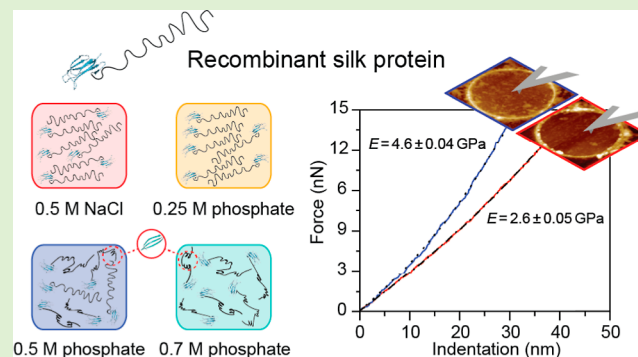 Recombinant silk protein
0.5 M NaCl
0.25 M phosphate
0.5 M phosphate
0.7 M phosphate
Force (nN)
15
12
6
9
3
0
E = 4.6 ± 0.04 GPa
E = 2.6 ± 0.05 GPa
0 10 20 30 40 50
Indentation (nm)